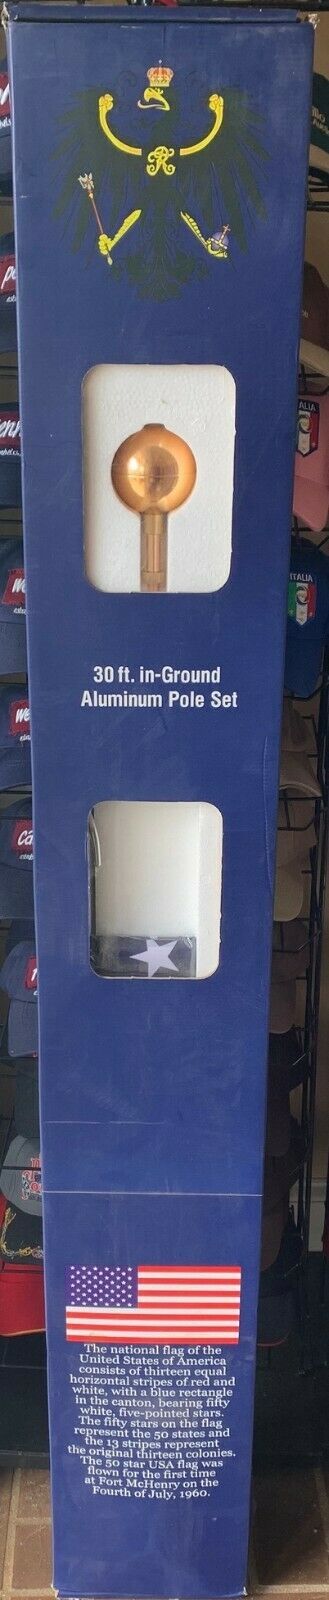 30 ft. in-Ground
Aluminum Pole Set
The national flag of the
United States of America
consists of thirteen equal
horizontal stripes of red and
white, with a blue rectangle
in the canton, bearing fifty
white, five-pointed stars.
The fifty stars on the flag
represent the 50 states and
the 13 stripes represent
the original thirteen colonies.
The 50 star USA flag was
flown for the first time
at Fort McHenry on the
Fourth of July, 1960.
ITALIA
ITALIA